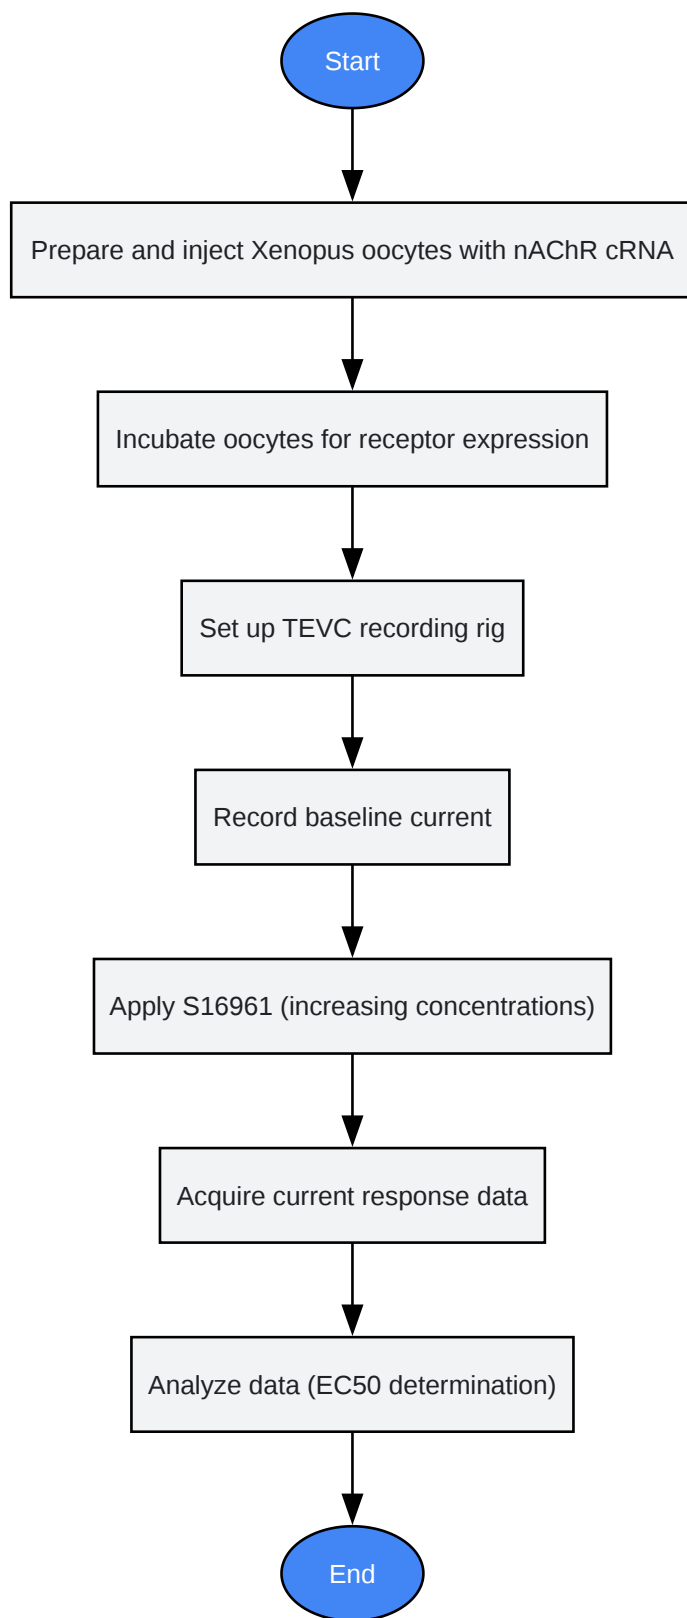 Start
Prepare and inject Xenopus oocytes with nAChR cRNA
Incubate oocytes for receptor expression
Set up TEVC recording rig
Record baseline current
Apply S16961 (increasing concentrations)
Acquire current response data
Analyze data (EC50 determination)
End